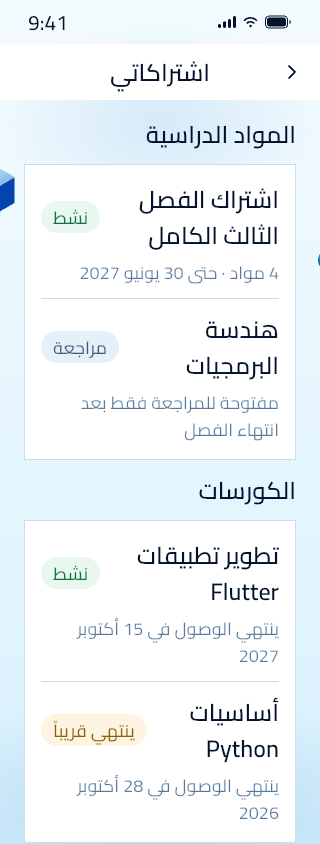 9:41
اشتراكاتي
المواد الدراسية
اشتراك الفصل
الثالث الكامل
نشط
4 مواد · حتى 30 يونيو 2027
هندسة
البرمجيات
مراجعة
مفتوحة للمراجعة فقط بعد
انتهاء الفصل
الكورسات
تطوير تطبيقات
Flutter
نشط
ينتهي الوصول في 15 أكتوبر
2027
أساسيات
Python
ينتهي قريباً
ينتهي الوصول في 28 أكتوبر
2026